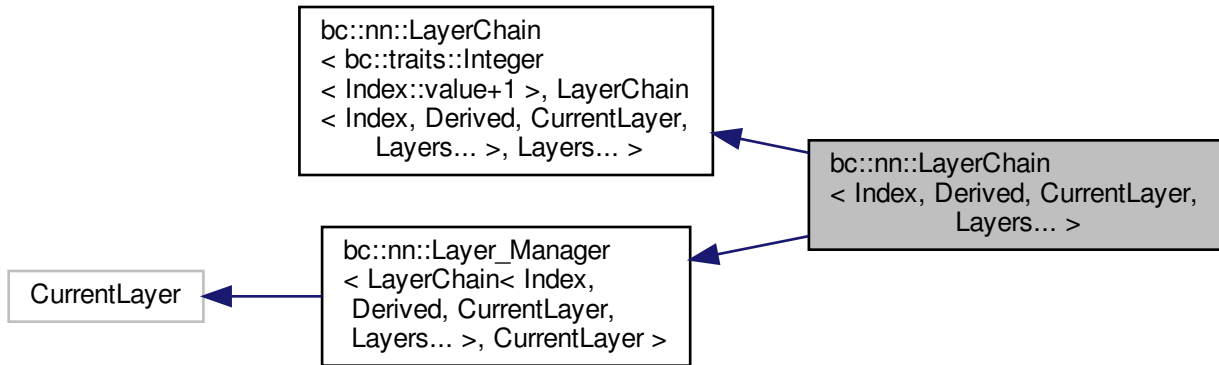 bc::nn::LayerChain
< bc::traits::Integer
< Index::value+1 >, LayerChain
< Index, Derived, CurrentLayer,
Layers... >, Layers... >
bc::nn::LayerChain
< Index, Derived, CurrentLayer,
Layers... >
bc::nn::Layer_Manager
< LayerChain< Index,
Derived, CurrentLayer,
Layers... >, CurrentLayer >
CurrentLayer